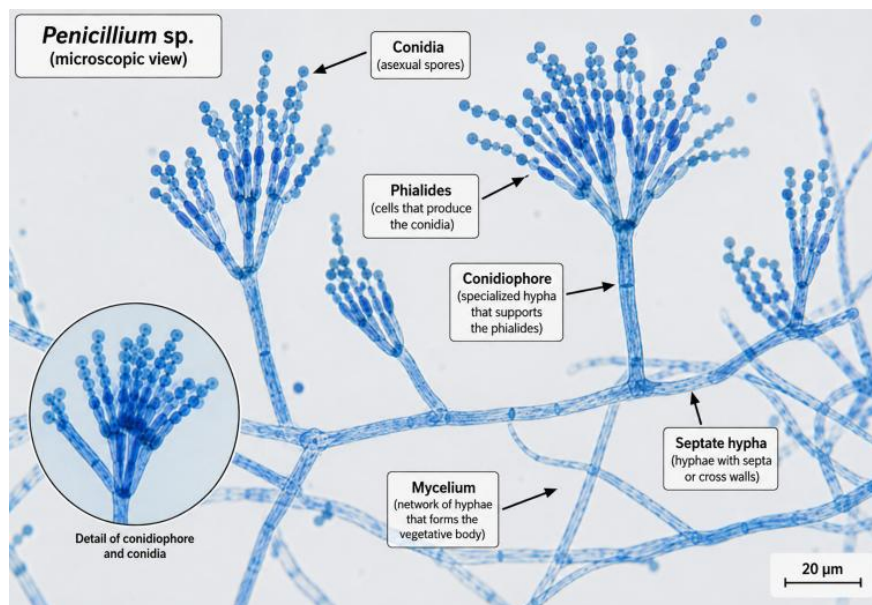 Penicillium sp.
(microscopic view)
Conidia
(asexual spores)
Phialides
(cells that produce
the conidia)
Conidiophore
(specialized hypha
that supports
the phialides)
Septate hypha
(hyphae with septa
or cross walls)
Mycelium
(network of hyphae
that forms the
vegetative body)
Detail of conidiophore
and conidia
20 µm